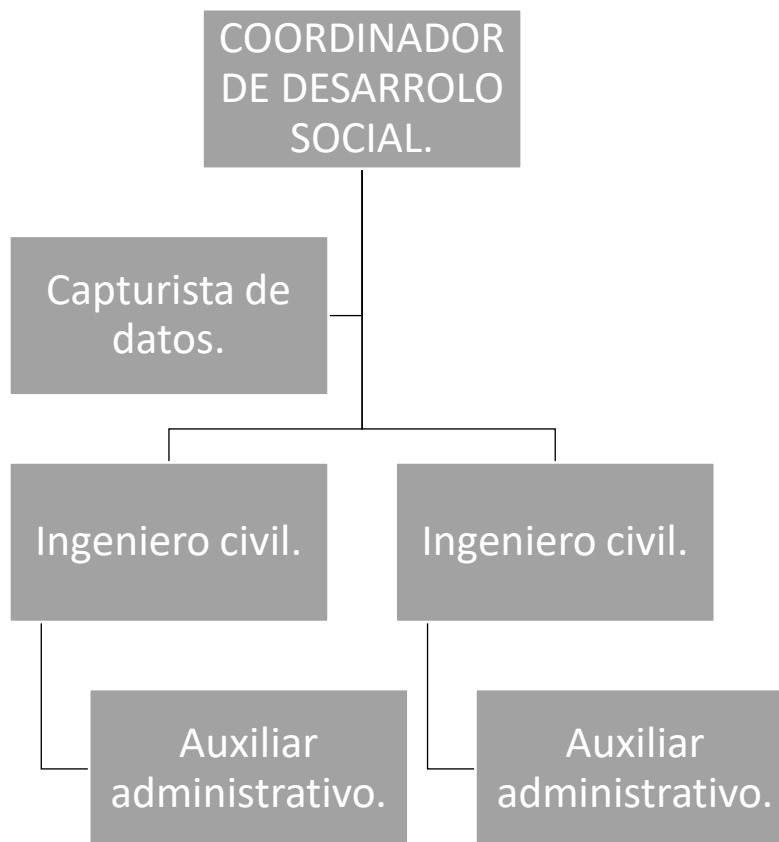 COORDINADOR
DE DESARROLO
SOCIAL.
Capturista de
datos.
Ingeniero civil.
Ingeniero civil.
Auxiliar
administrativo.
Auxiliar
administrativo.